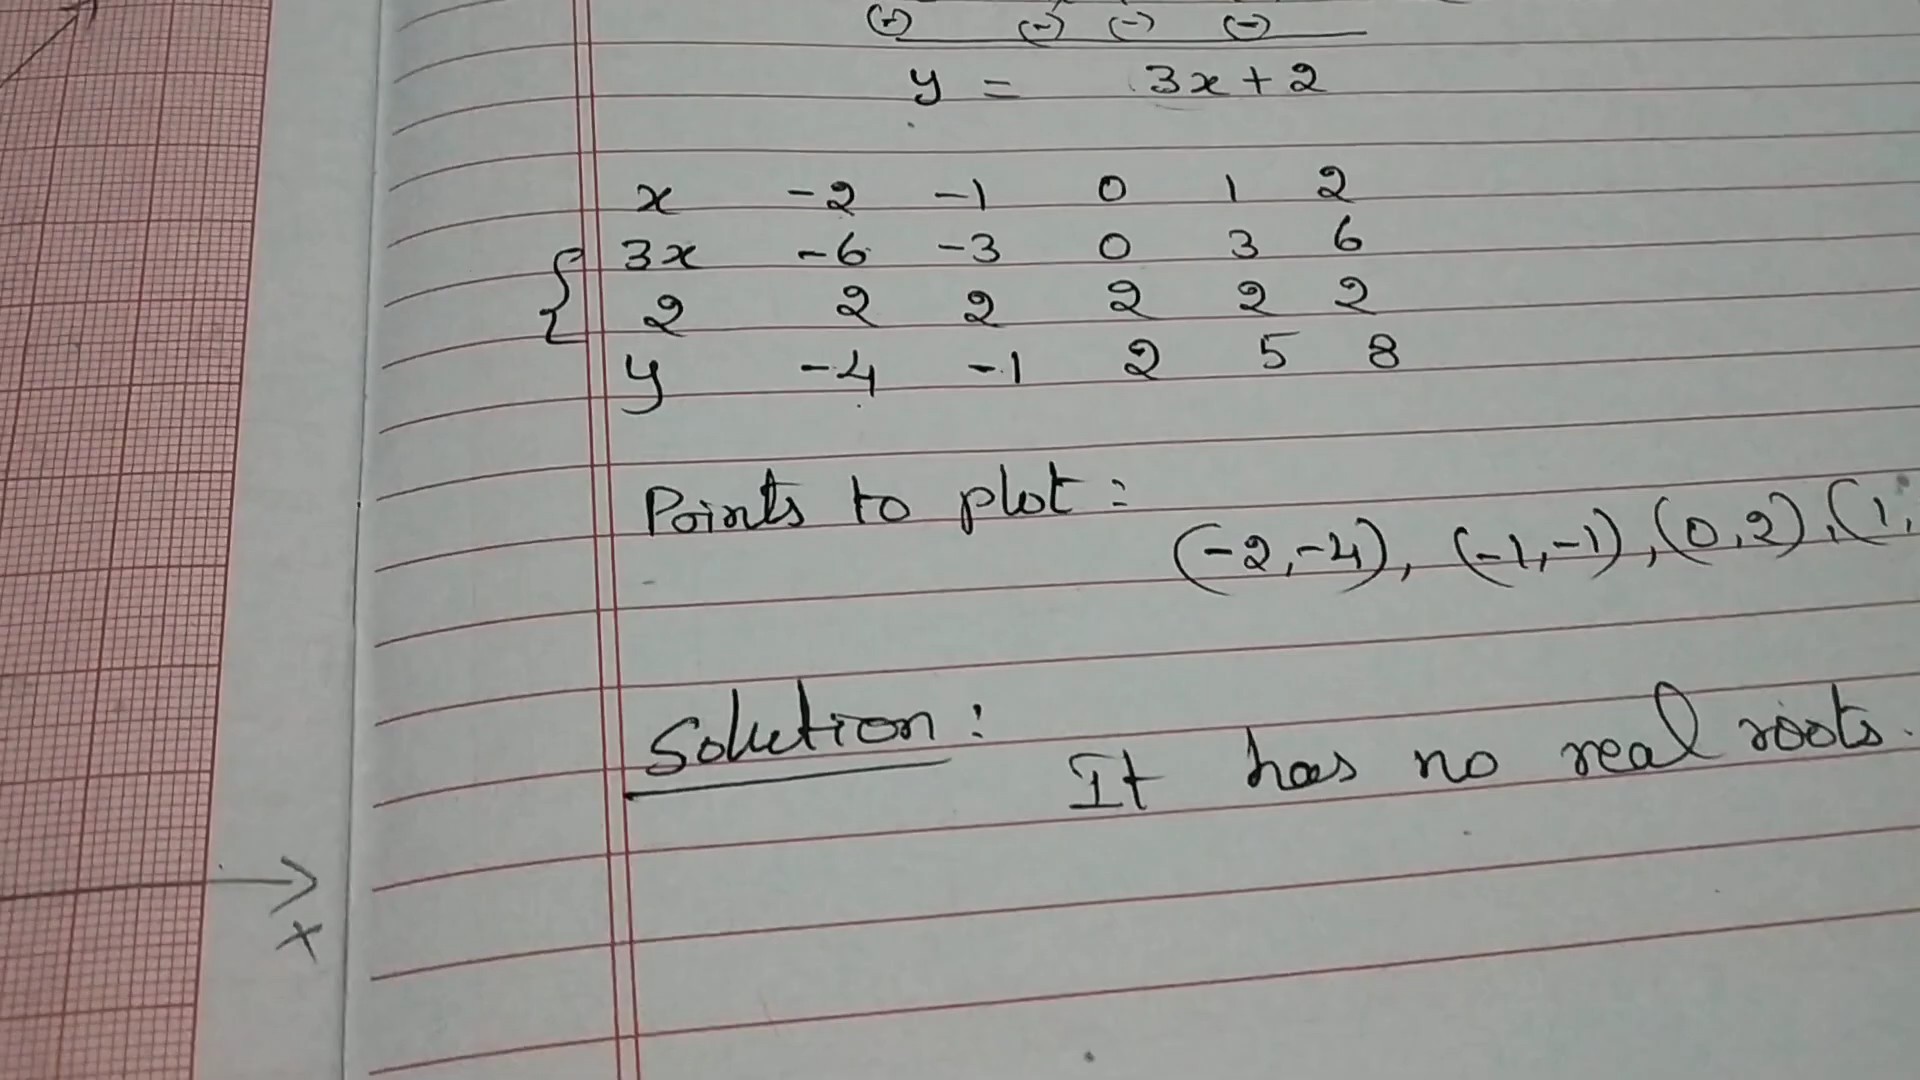 (-) (-) (-) (-)
y = 3x + 2
x -2 -1 0 1 2
3x -6 -3 0 3 6
2 2 2 2 2 2
y -4 -1 2 5 8
Points to plot :
(-2,-4), (-1,-1), (0,2), (1,
Solution :
It has no real roots.
X